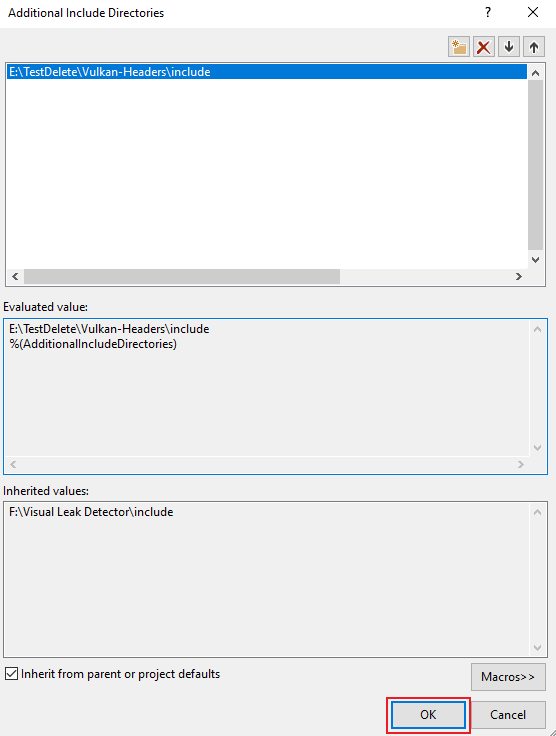 Additional Include Directories
E:\TestDelete\Vulkan-Headers\include
Evaluated value:
E:\TestDelete\Vulkan-Headers\include
%(AdditionalIncludeDirectories)
Inherited values:
F:\Visual Leak Detector\include
Inherit from parent or project defaults
Macros>>
OK
Cancel